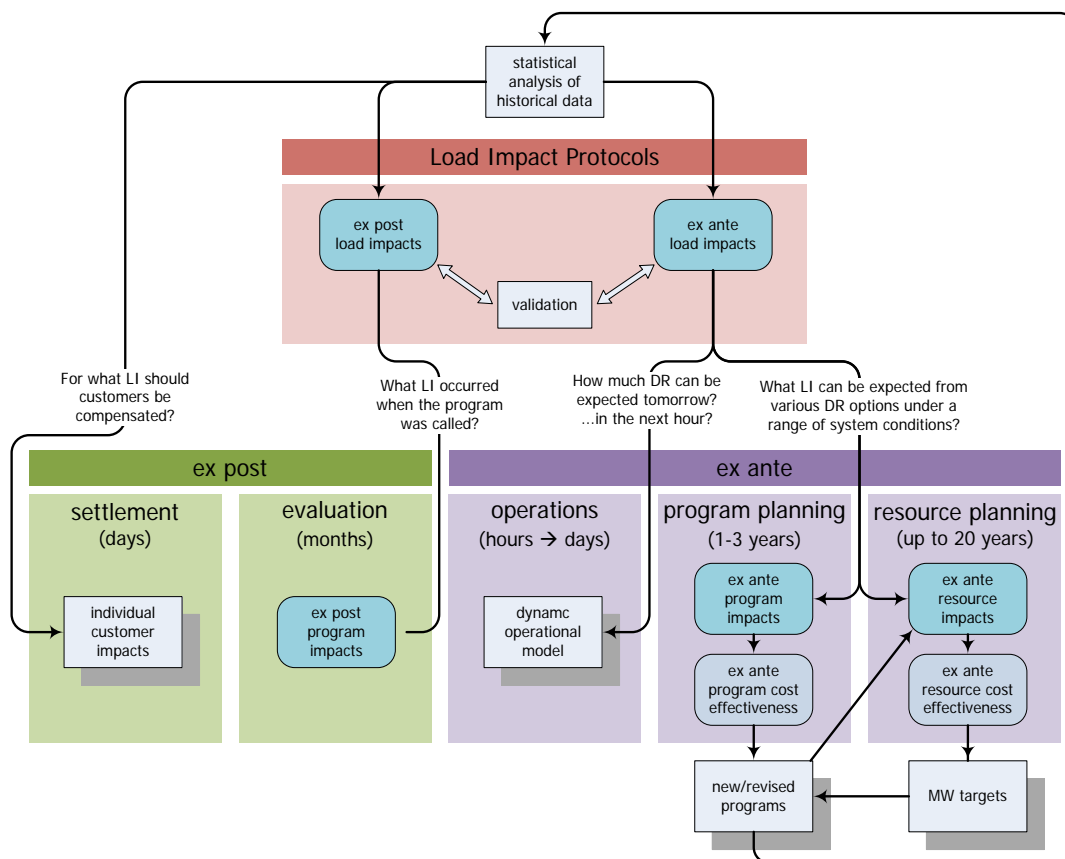 statistical
analysis of
historical data
Load Impact Protocols
ex post
load impacts
ex ante
load impacts
validation
For what LI should
customers be
compensated?
What LI occurred
when the program
was called?
How much DR can be
expected tomorrow?
...in the next hour?
What LI can be expected from
various DR options under a
range of system conditions?
ex post
ex ante
settlement
(days)
evaluation
(months)
operations
(hours → days)
program planning
(1-3 years)
resource planning
(up to 20 years)
individual
customer
impacts
ex post
program
impacts
dynamc
operational
model
ex ante
program
impacts
ex ante
resource
impacts
ex ante
program cost
effectiveness
ex ante
resource cost
effectiveness
new/revised
programs
MW targets